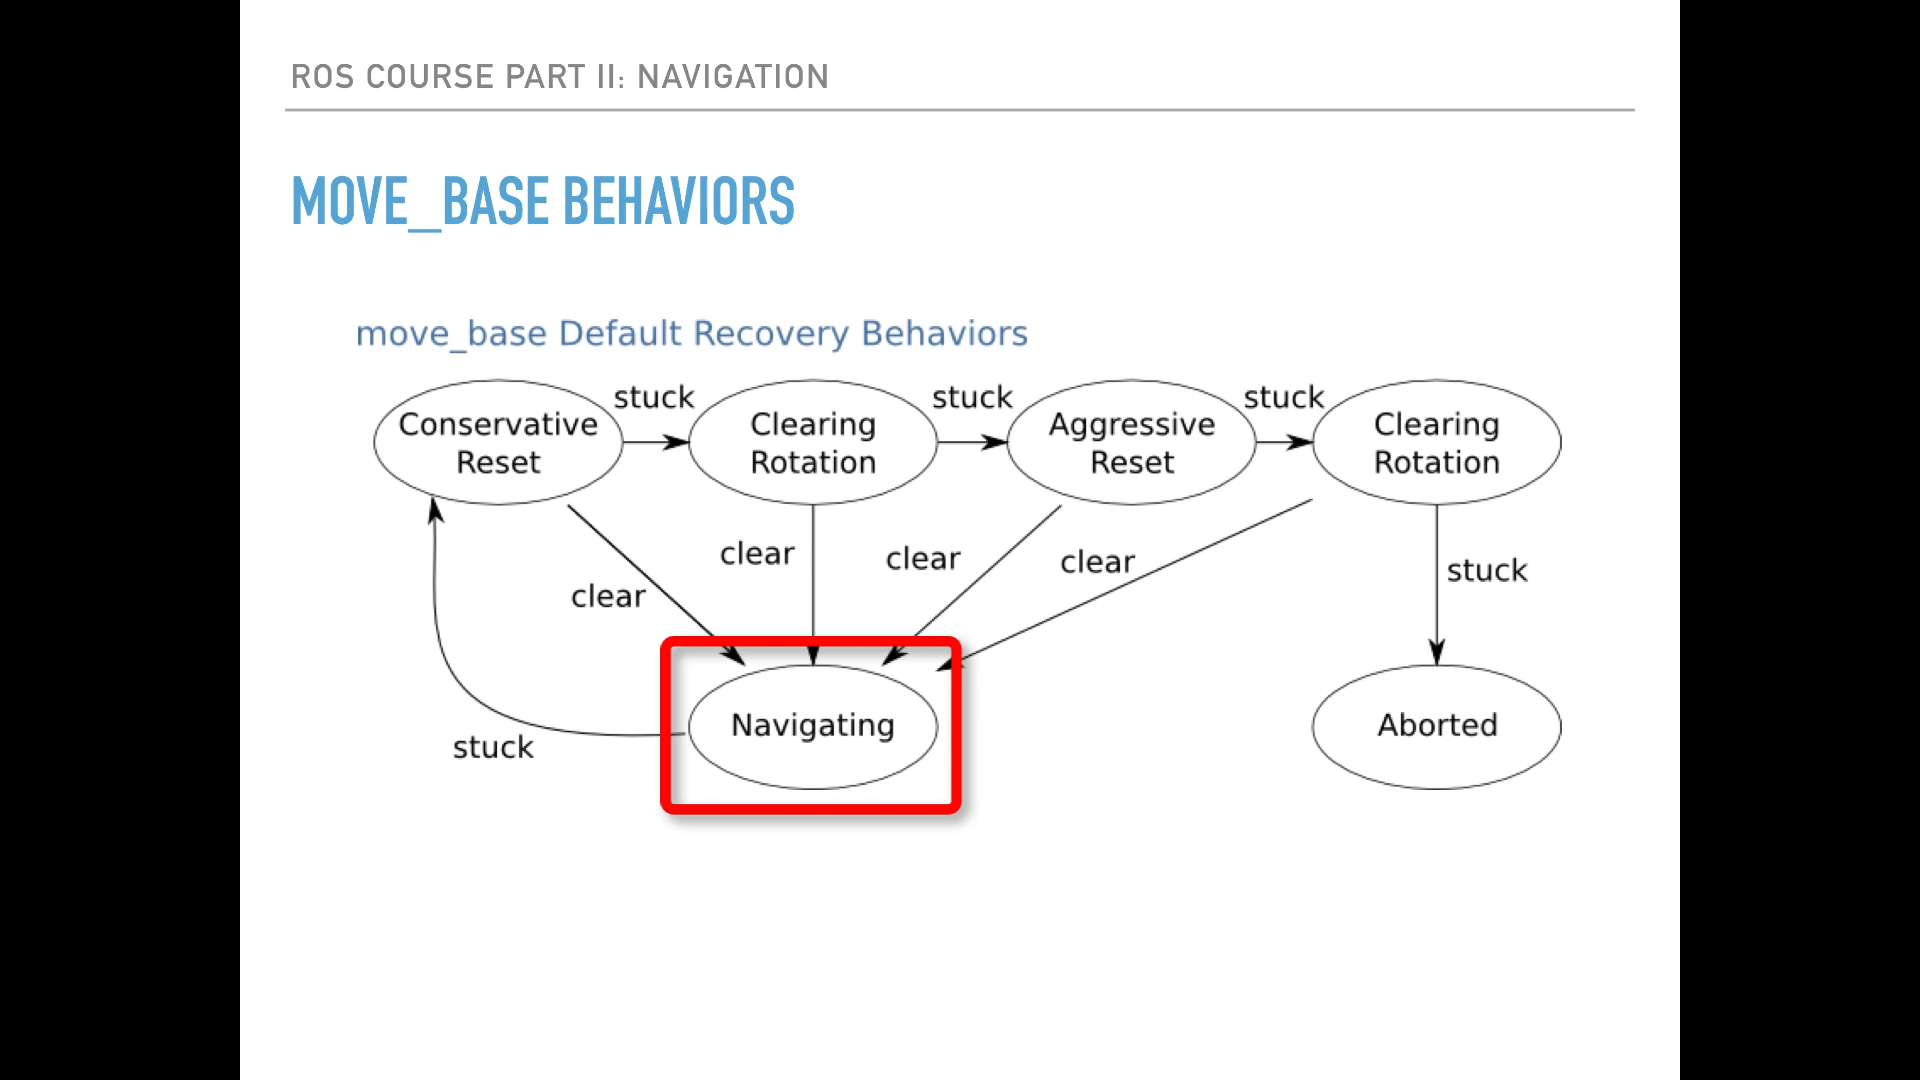 ROS COURSE PART II: NAVIGATION
MOVE_BASE BEHAVIORS
move_base Default Recovery Behaviors
Conservative
Reset
stuck
Clearing
Rotation
stuck
Aggressive
Reset
stuck
Clearing
Rotation
clear
clear
clear
clear
stuck
stuck
Navigating
Aborted